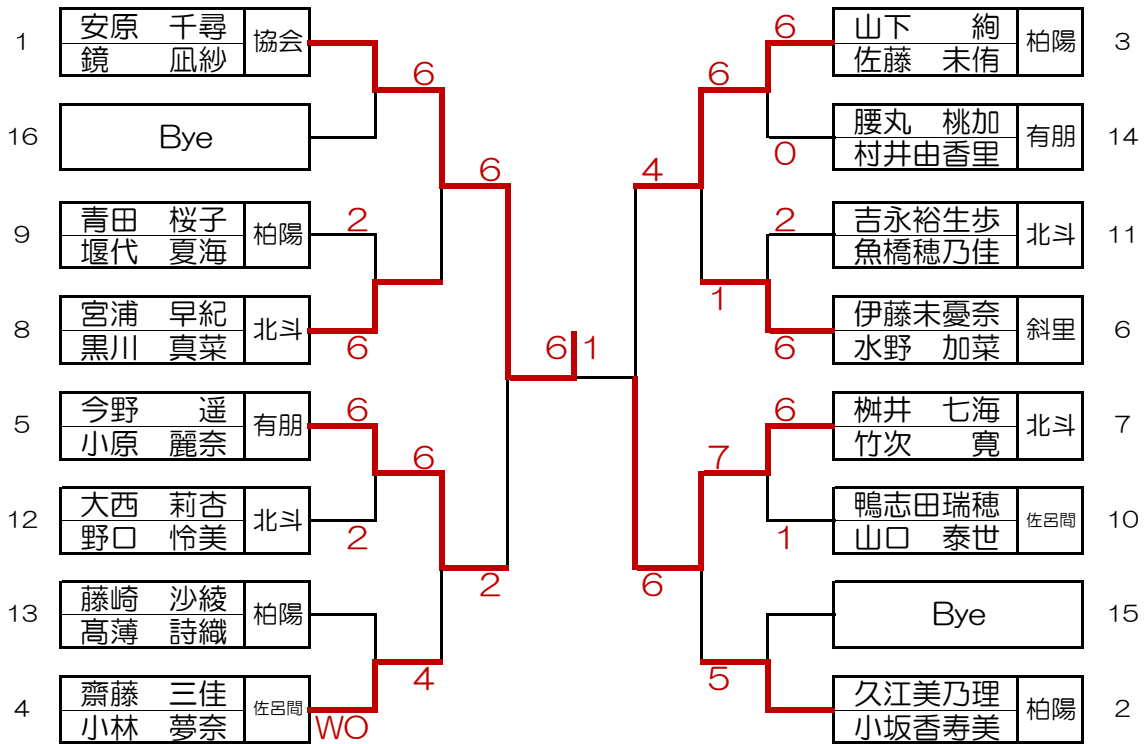 1 安原　千尋 協会
鏡　凪紗
6
16 Bye
6
9 青田　桜子 柏陽 2
堰代　夏海
8 宮浦　早紀 北斗
黒川　真菜 6
5 今野　遥 有朋 6
小原　麗奈
6
12 大西　莉杏 北斗
野口　怜美 2
2
13 藤崎　沙綾 柏陽
髙薄　詩織
4
4 齋藤　三佳 佐呂間
小林　夢奈 WO
6 1
6 山下　絢 柏陽 3
佐藤　未侑
6
腰丸　桃加 有朋 14
0 村井由香里
4
2 吉永裕生歩 北斗 11
魚橋穂乃佳
1
伊藤未憂奈 斜里 6
6 水野　加菜
6 桝井　七海 北斗 7
竹次　寛
7
鴨志田瑞穂 佐呂間 10
1 山口　泰世
6
Bye 15
5
久江美乃理 柏陽 2
小坂香寿美